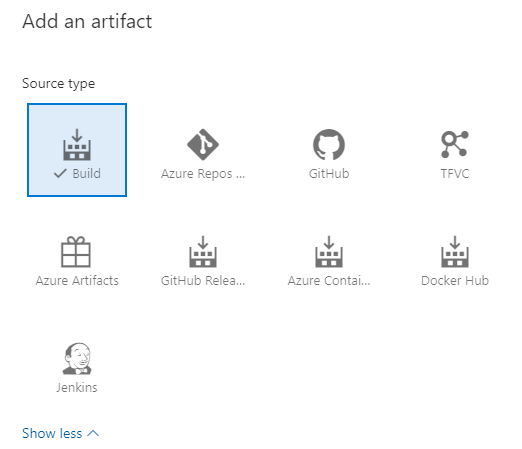 Add an artifact
Source type
Build
Azure Repos ...
GitHub
TFVC
Azure Artifacts
GitHub Relea...
Azure Contai...
Docker Hub
Jenkins
Show less